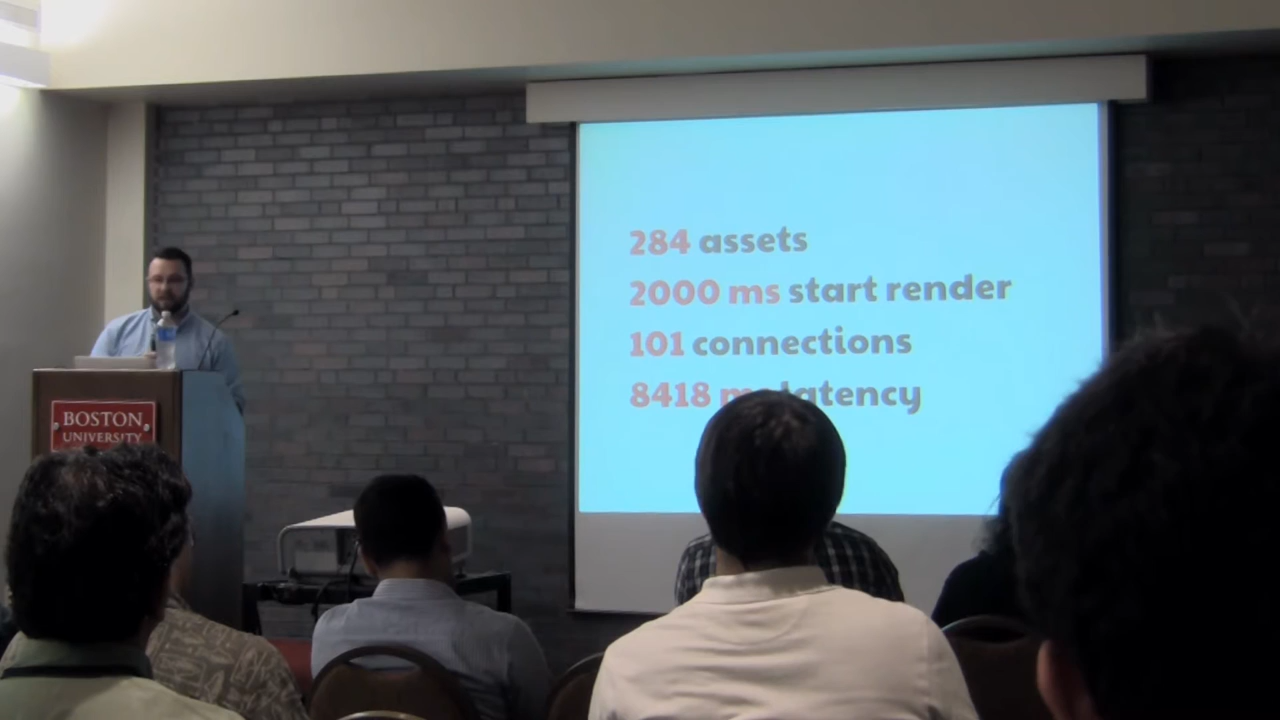 284 assets
2000 ms start render
101 connections
8418 latency
BOSTON
UNIVERSITY